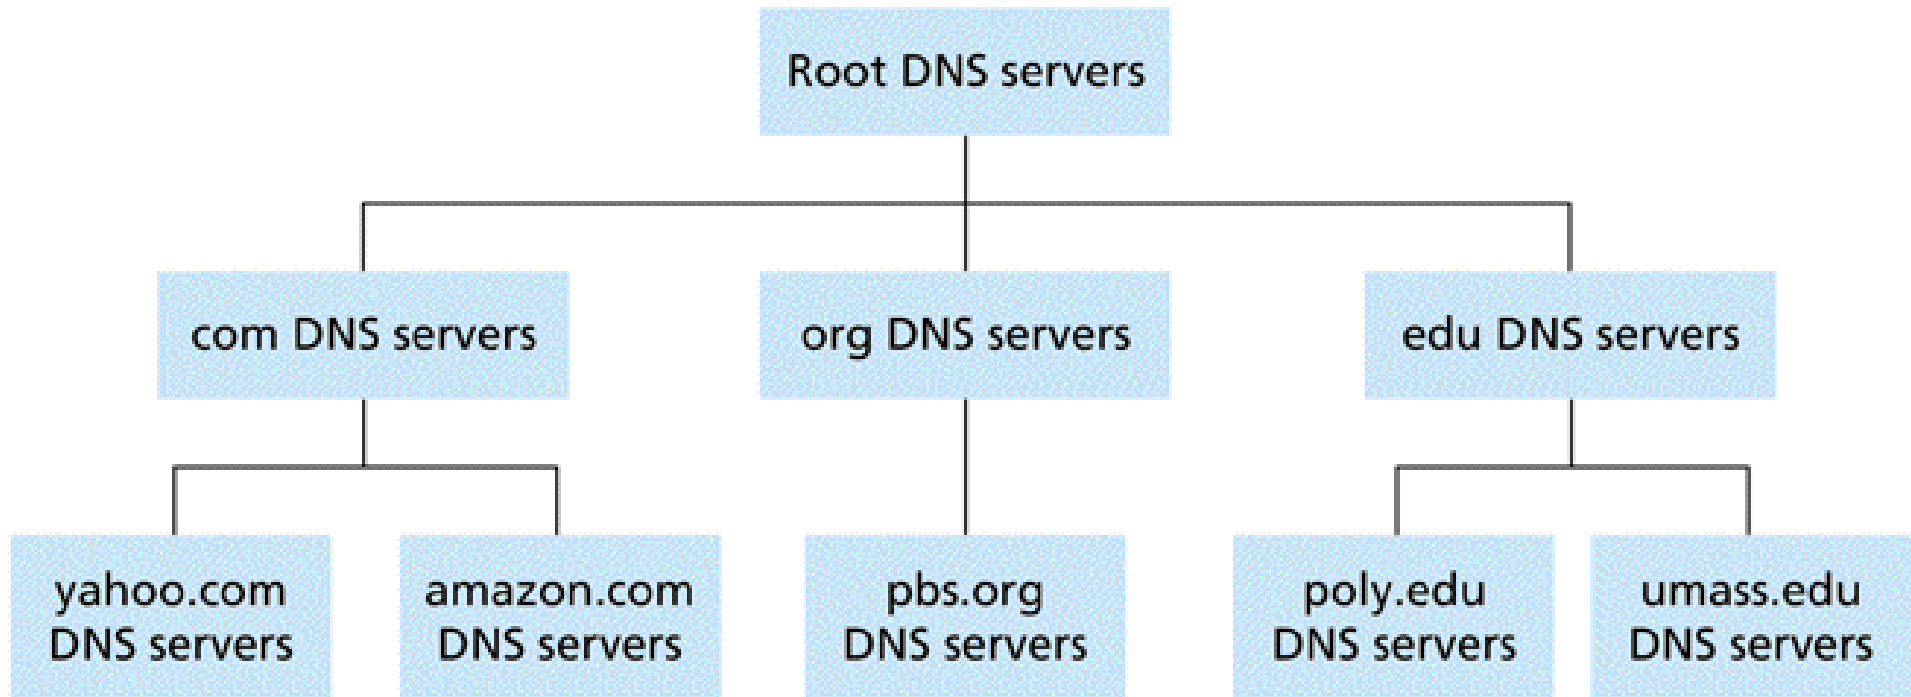 Root DNS servers
com DNS servers
org DNS servers
edu DNS servers
yahoo.com
DNS servers
amazon.com
DNS servers
pbs.org
DNS servers
poly.edu
DNS servers
umass.edu
DNS servers